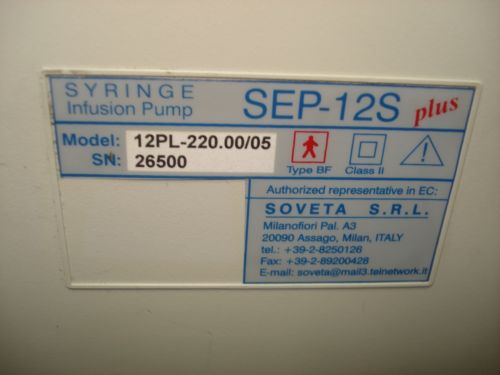 SYRINGE
Infusion Pump
SEP-12S plus
Model: 12PL-220.00/05
SN: 26500
Type BF
Class II
Authorized representative in EC:
SOVETA S.R.L.
Milanofiori Pal. A3
20090 Assago, Milan, ITALY
tel.: +39-2-8250126
Fax: +39-2-89200428
E-mail: soveta@mail3.telnetwork.it